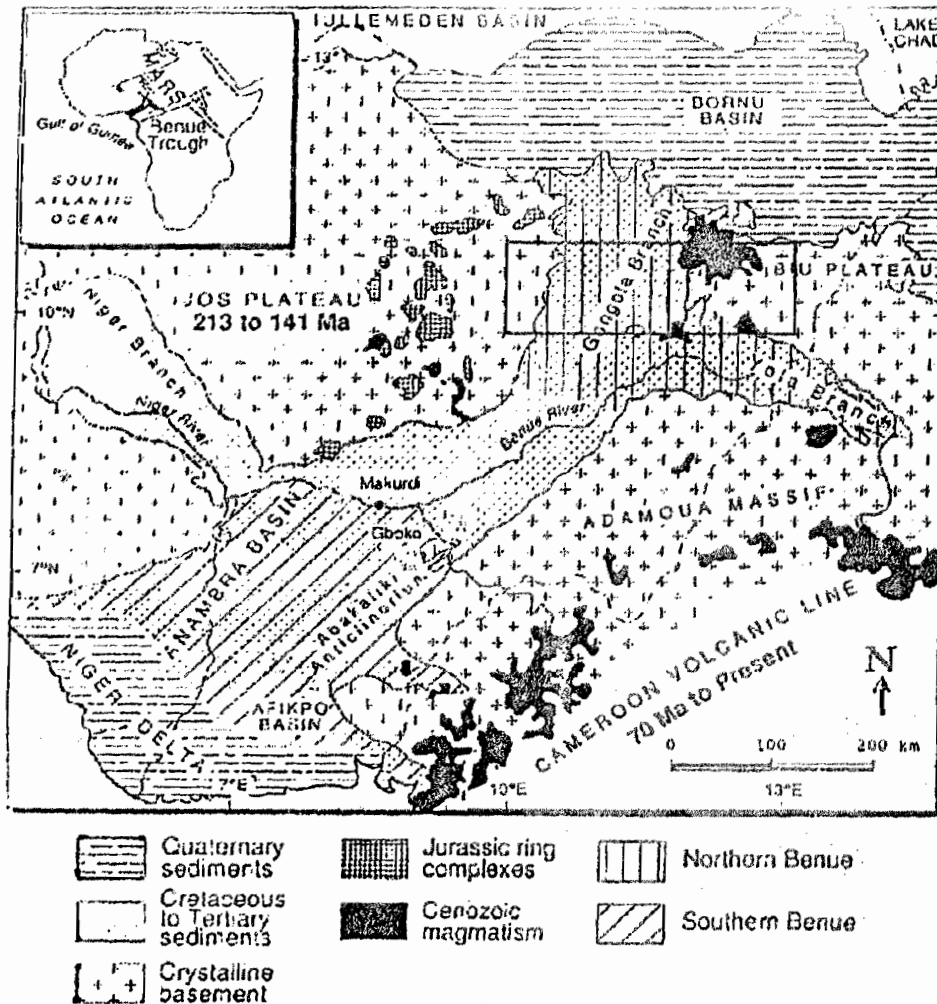 IULLEMEDEN BASIN
LAKE
CHAD
13°
MARS
Gulf of Guinea
Benue
Trough
SOUTH
ATLANTIC
OCEAN
BORNU
BASIN
Gongola Branch
BIU PLATEAU
JOS PLATEAU
213 to 141 Ma
10°N
Niger Branch
Niger River
Yola Branch
Benue River
Makurdi
Gboko
ADAMOUA MASSIF
7°N
ANAMBRA BASIN
Abakaliki
Anticlinorium
NIGER DELTA
AFIKPO
BASIN
CAMEROON VOLCANIC LINE
70 Ma to Present
N
0 100 200 km
7°E
10°E
13°E
Quaternary
sediments
Jurassic ring
complexes
Northern Benue
Cretaceous
to Tertiary
sediments
Cenozoic
magmatism
Southern Benue
Crystalline
basement